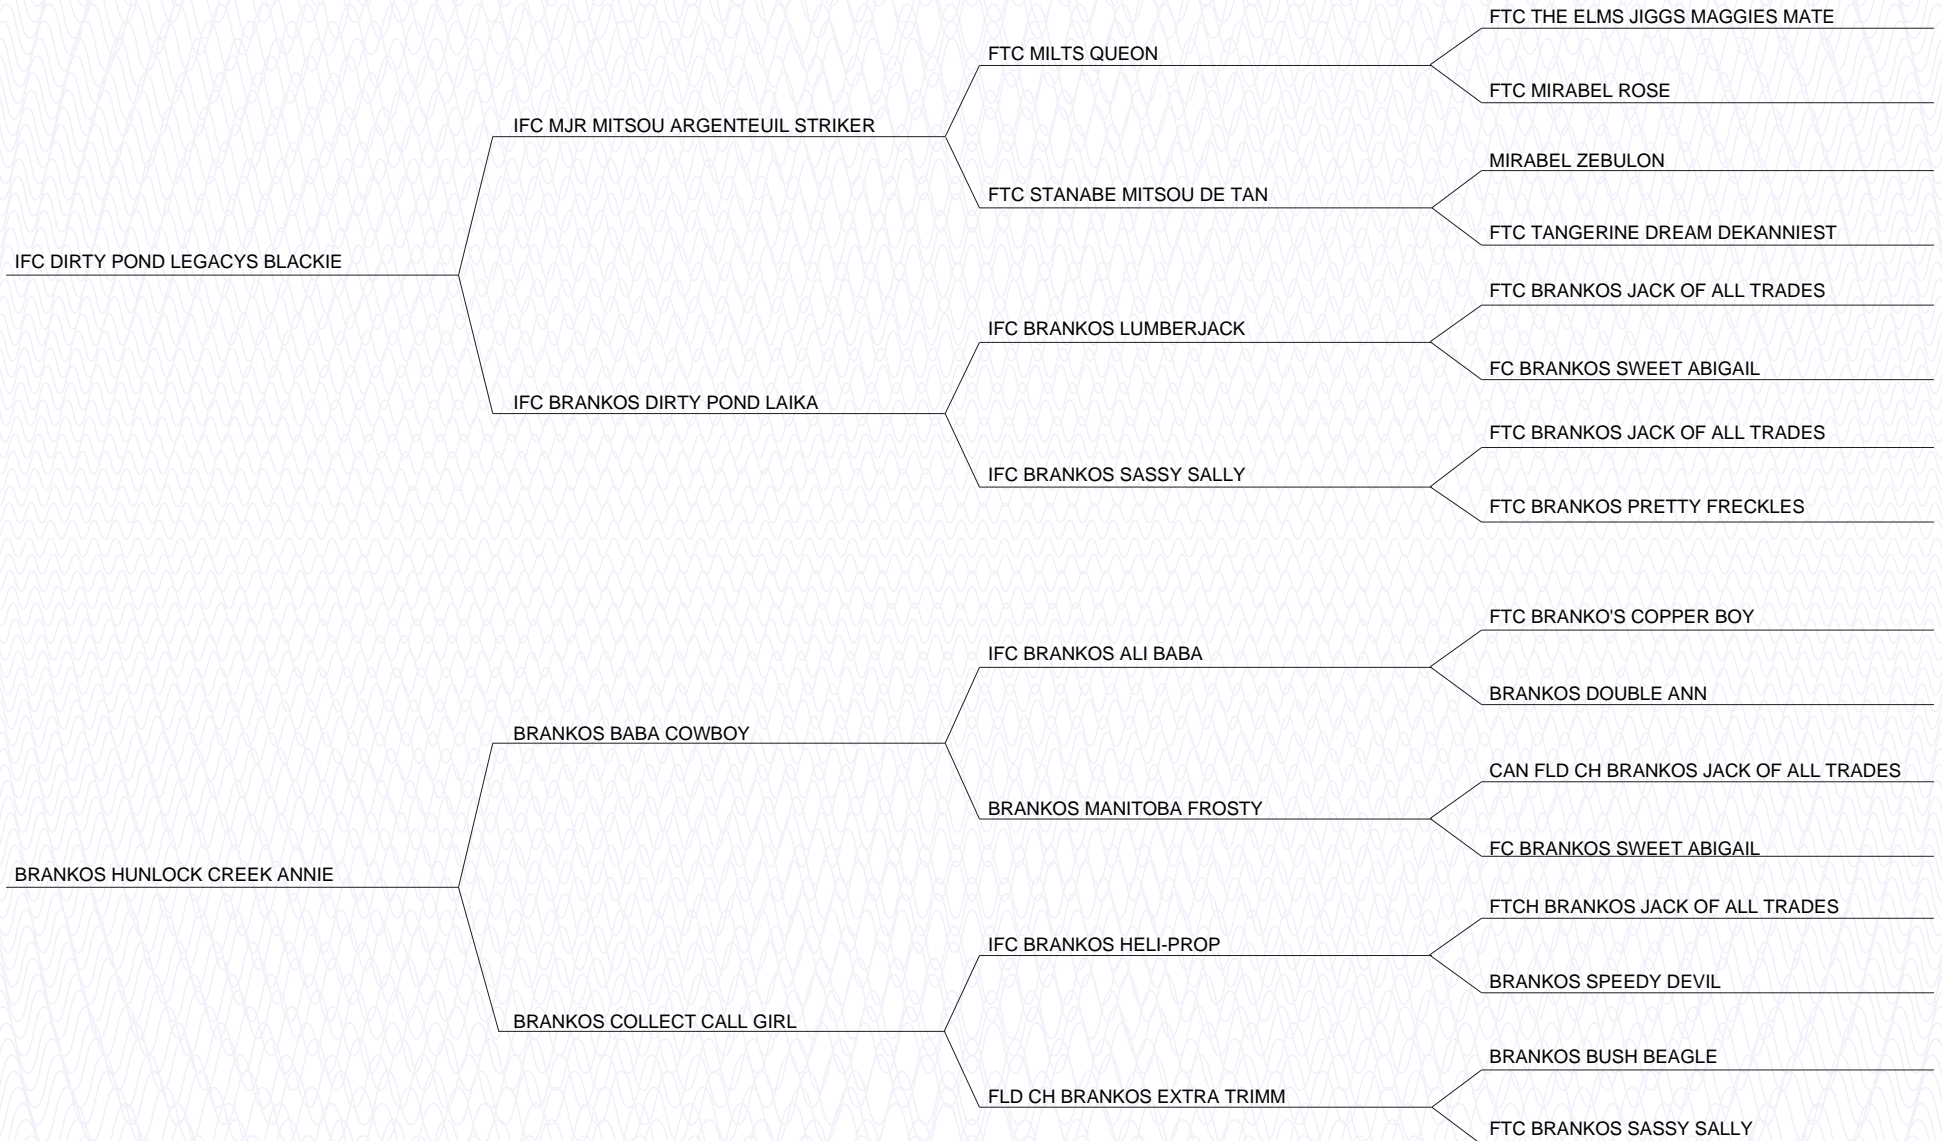 FTC THE ELMS JIGGS MAGGIES MATE
FTC MILTS QUEON
FTC MIRABEL ROSE
IFC MJR MITSOU ARGENTEUIL STRIKER
MIRABEL ZEBULON
FTC STANABE MITSOU DE TAN
FTC TANGERINE DREAM DEKANNIEST
IFC DIRTY POND LEGACYS BLACKIE
FTC BRANKOS JACK OF ALL TRADES
IFC BRANKOS LUMBERJACK
FC BRANKOS SWEET ABIGAIL
IFC BRANKOS DIRTY POND LAIKA
FTC BRANKOS JACK OF ALL TRADES
IFC BRANKOS SASSY SALLY
FTC BRANKOS PRETTY FRECKLES
FTC BRANKO'S COPPER BOY
IFC BRANKOS ALI BABA
BRANKOS DOUBLE ANN
BRANKOS BABA COWBOY
CAN FLD CH BRANKOS JACK OF ALL TRADES
BRANKOS MANITOBA FROSTY
FC BRANKOS SWEET ABIGAIL
BRANKOS HUNLOCK CREEK ANNIE
FTCH BRANKOS JACK OF ALL TRADES
IFC BRANKOS HELI-PROP
BRANKOS SPEEDY DEVIL
BRANKOS COLLECT CALL GIRL
BRANKOS BUSH BEAGLE
FLD CH BRANKOS EXTRA TRIMM
FTC BRANKOS SASSY SALLY